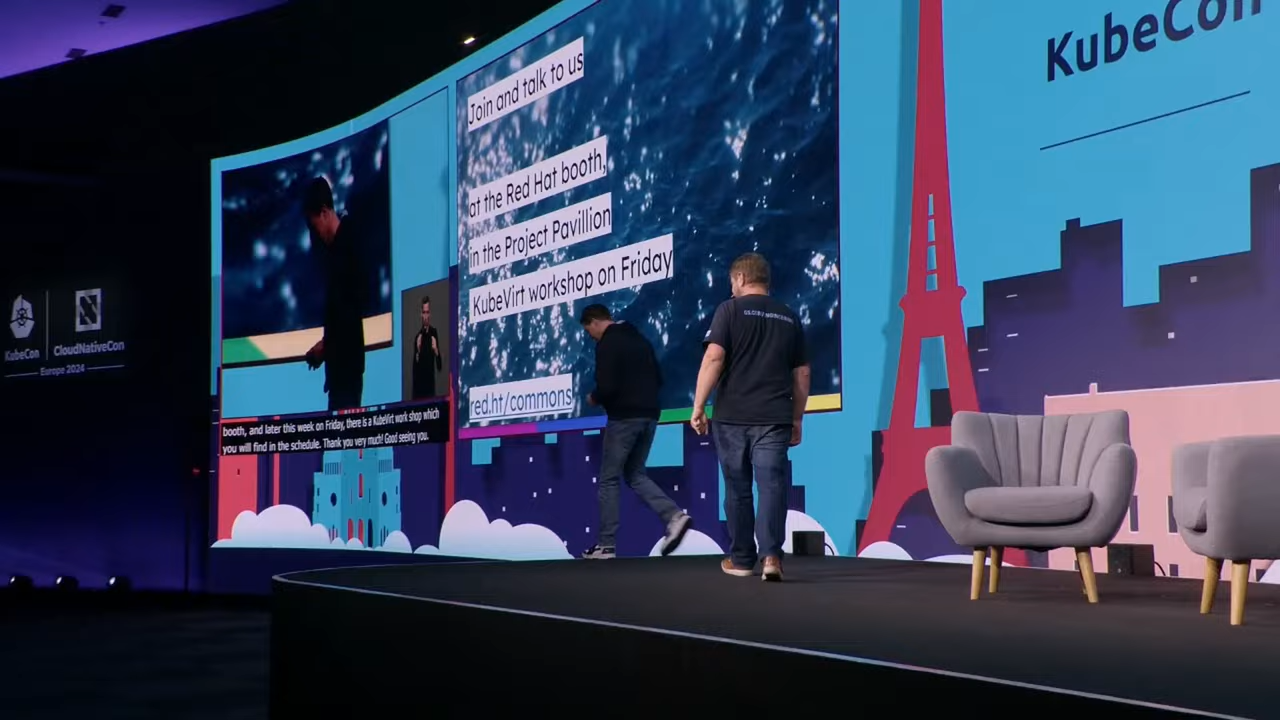 KubeCon
Join and talk to us
at the Red Hat booth,
in the Project Pavillion
KubeVirt workshop on Friday
red.ht/commons
booth, and later this week on Friday, there is a KubeVirt work shop which
you will find in the schedule. Thank you very much! Good seeing you.
KubeCon
CloudNativeCon
Europe 2024